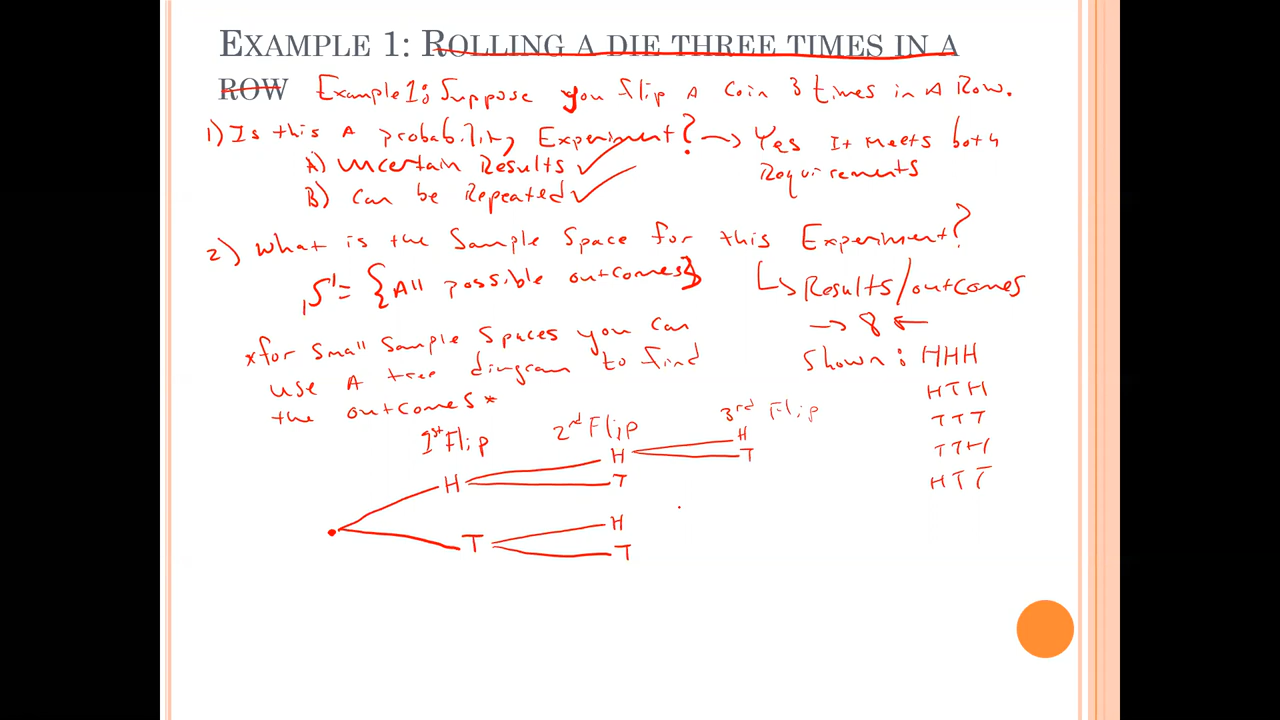 EXAMPLE 1: ROLLING A DIE THREE TIMES IN A
ROW Example 1: Suppose you flip A coin 3 times in A Row.
1) Is this A probability Experiment? → Yes It Meets both
A) uncertain Results ✓ Requirements
B) can be Repeated ✓
2) What is the Sample Space for this Experiment?
S = {All possible outcomes} ↳ Results/outcomes
→ 8 ←
*for small sample spaces you can
use A tree diagram to find
the outcomes*
Shown: HHH
HTH
TTT
TTH
HTT
1st Flip 2nd Flip 3rd Flip
H H H
T T
T H
T